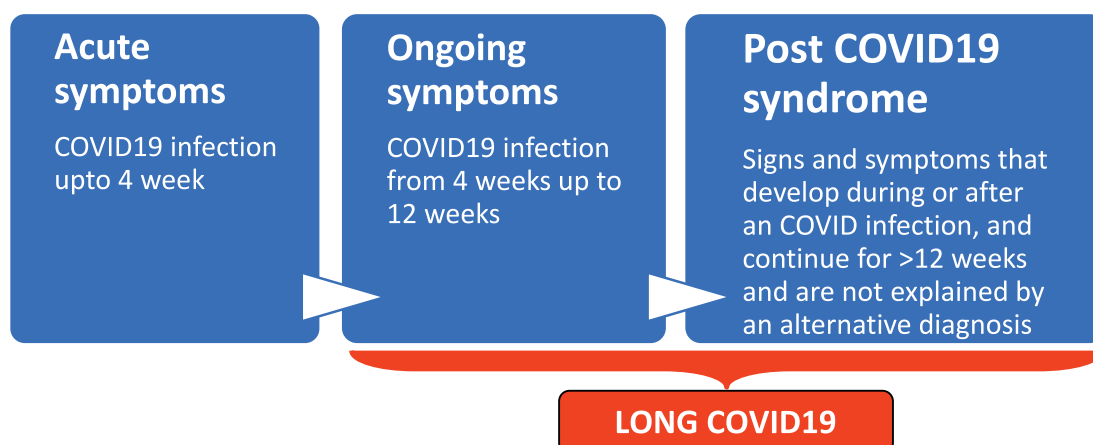 Acute
symptoms
COVID19 infection
upto 4 week
Ongoing
symptoms
COVID19 infection
from 4 weeks up to
12 weeks
Post COVID19
syndrome
Signs and symptoms that
develop during or after
an COVID infection, and
continue for >12 weeks
and are not explained by
an alternative diagnosis
LONG COVID19